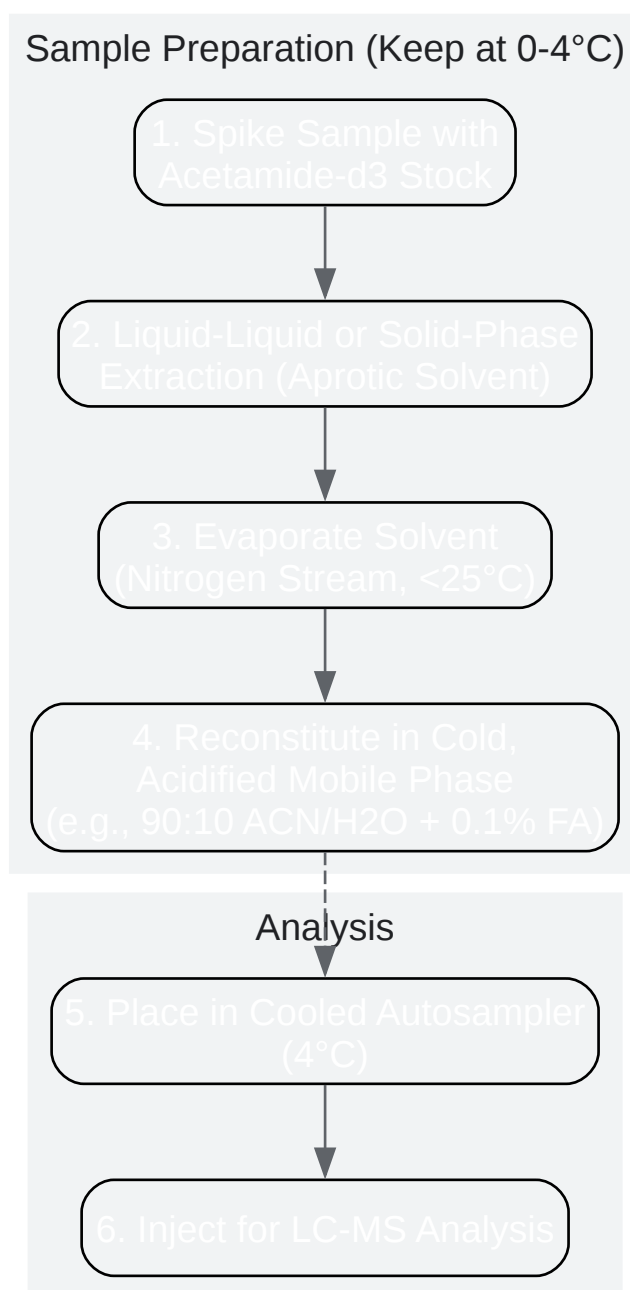 Sample Preparation (Keep at 0-4°C)
1. Spike Sample with
Acetamide-d3 Stock
2. Liquid-Liquid or Solid-Phase
Extraction (Aprotic Solvent)
3. Evaporate Solvent
(Nitrogen Stream, <25°C)
4. Reconstitute in Cold,
Acidified Mobile Phase
(e.g., 90:10 ACN/H2O + 0.1% FA)
Analysis
5. Place in Cooled Autosampler
(4°C)
6. Inject for LC-MS Analysis